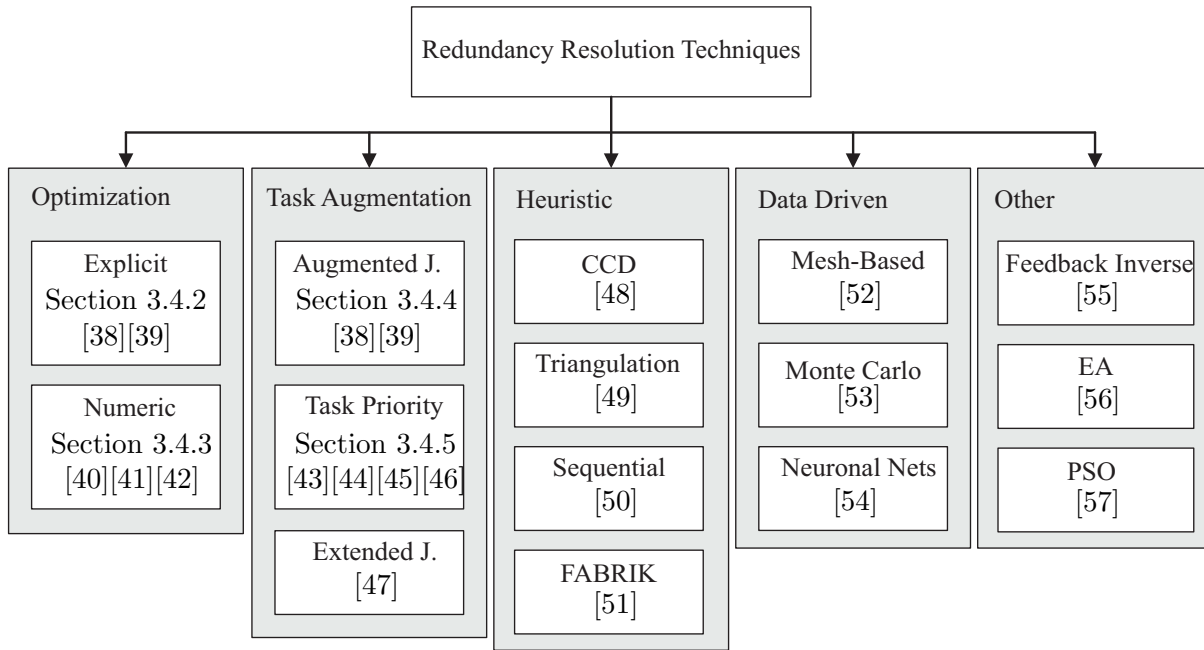 Redundancy Resolution Techniques
Optimization
Explicit
Section 3.4.2
[38][39]
Numeric
Section 3.4.3
[40][41][42]
Task Augmentation
Augmented J.
Section 3.4.4
[38][39]
Task Priority
Section 3.4.5
[43][44][45][46]
Extended J.
[47]
Heuristic
CCD
[48]
Triangulation
[49]
Sequential
[50]
FABRIK
[51]
Data Driven
Mesh-Based
[52]
Monte Carlo
[53]
Neuronal Nets
[54]
Other
Feedback Inverse
[55]
EA
[56]
PSO
[57]